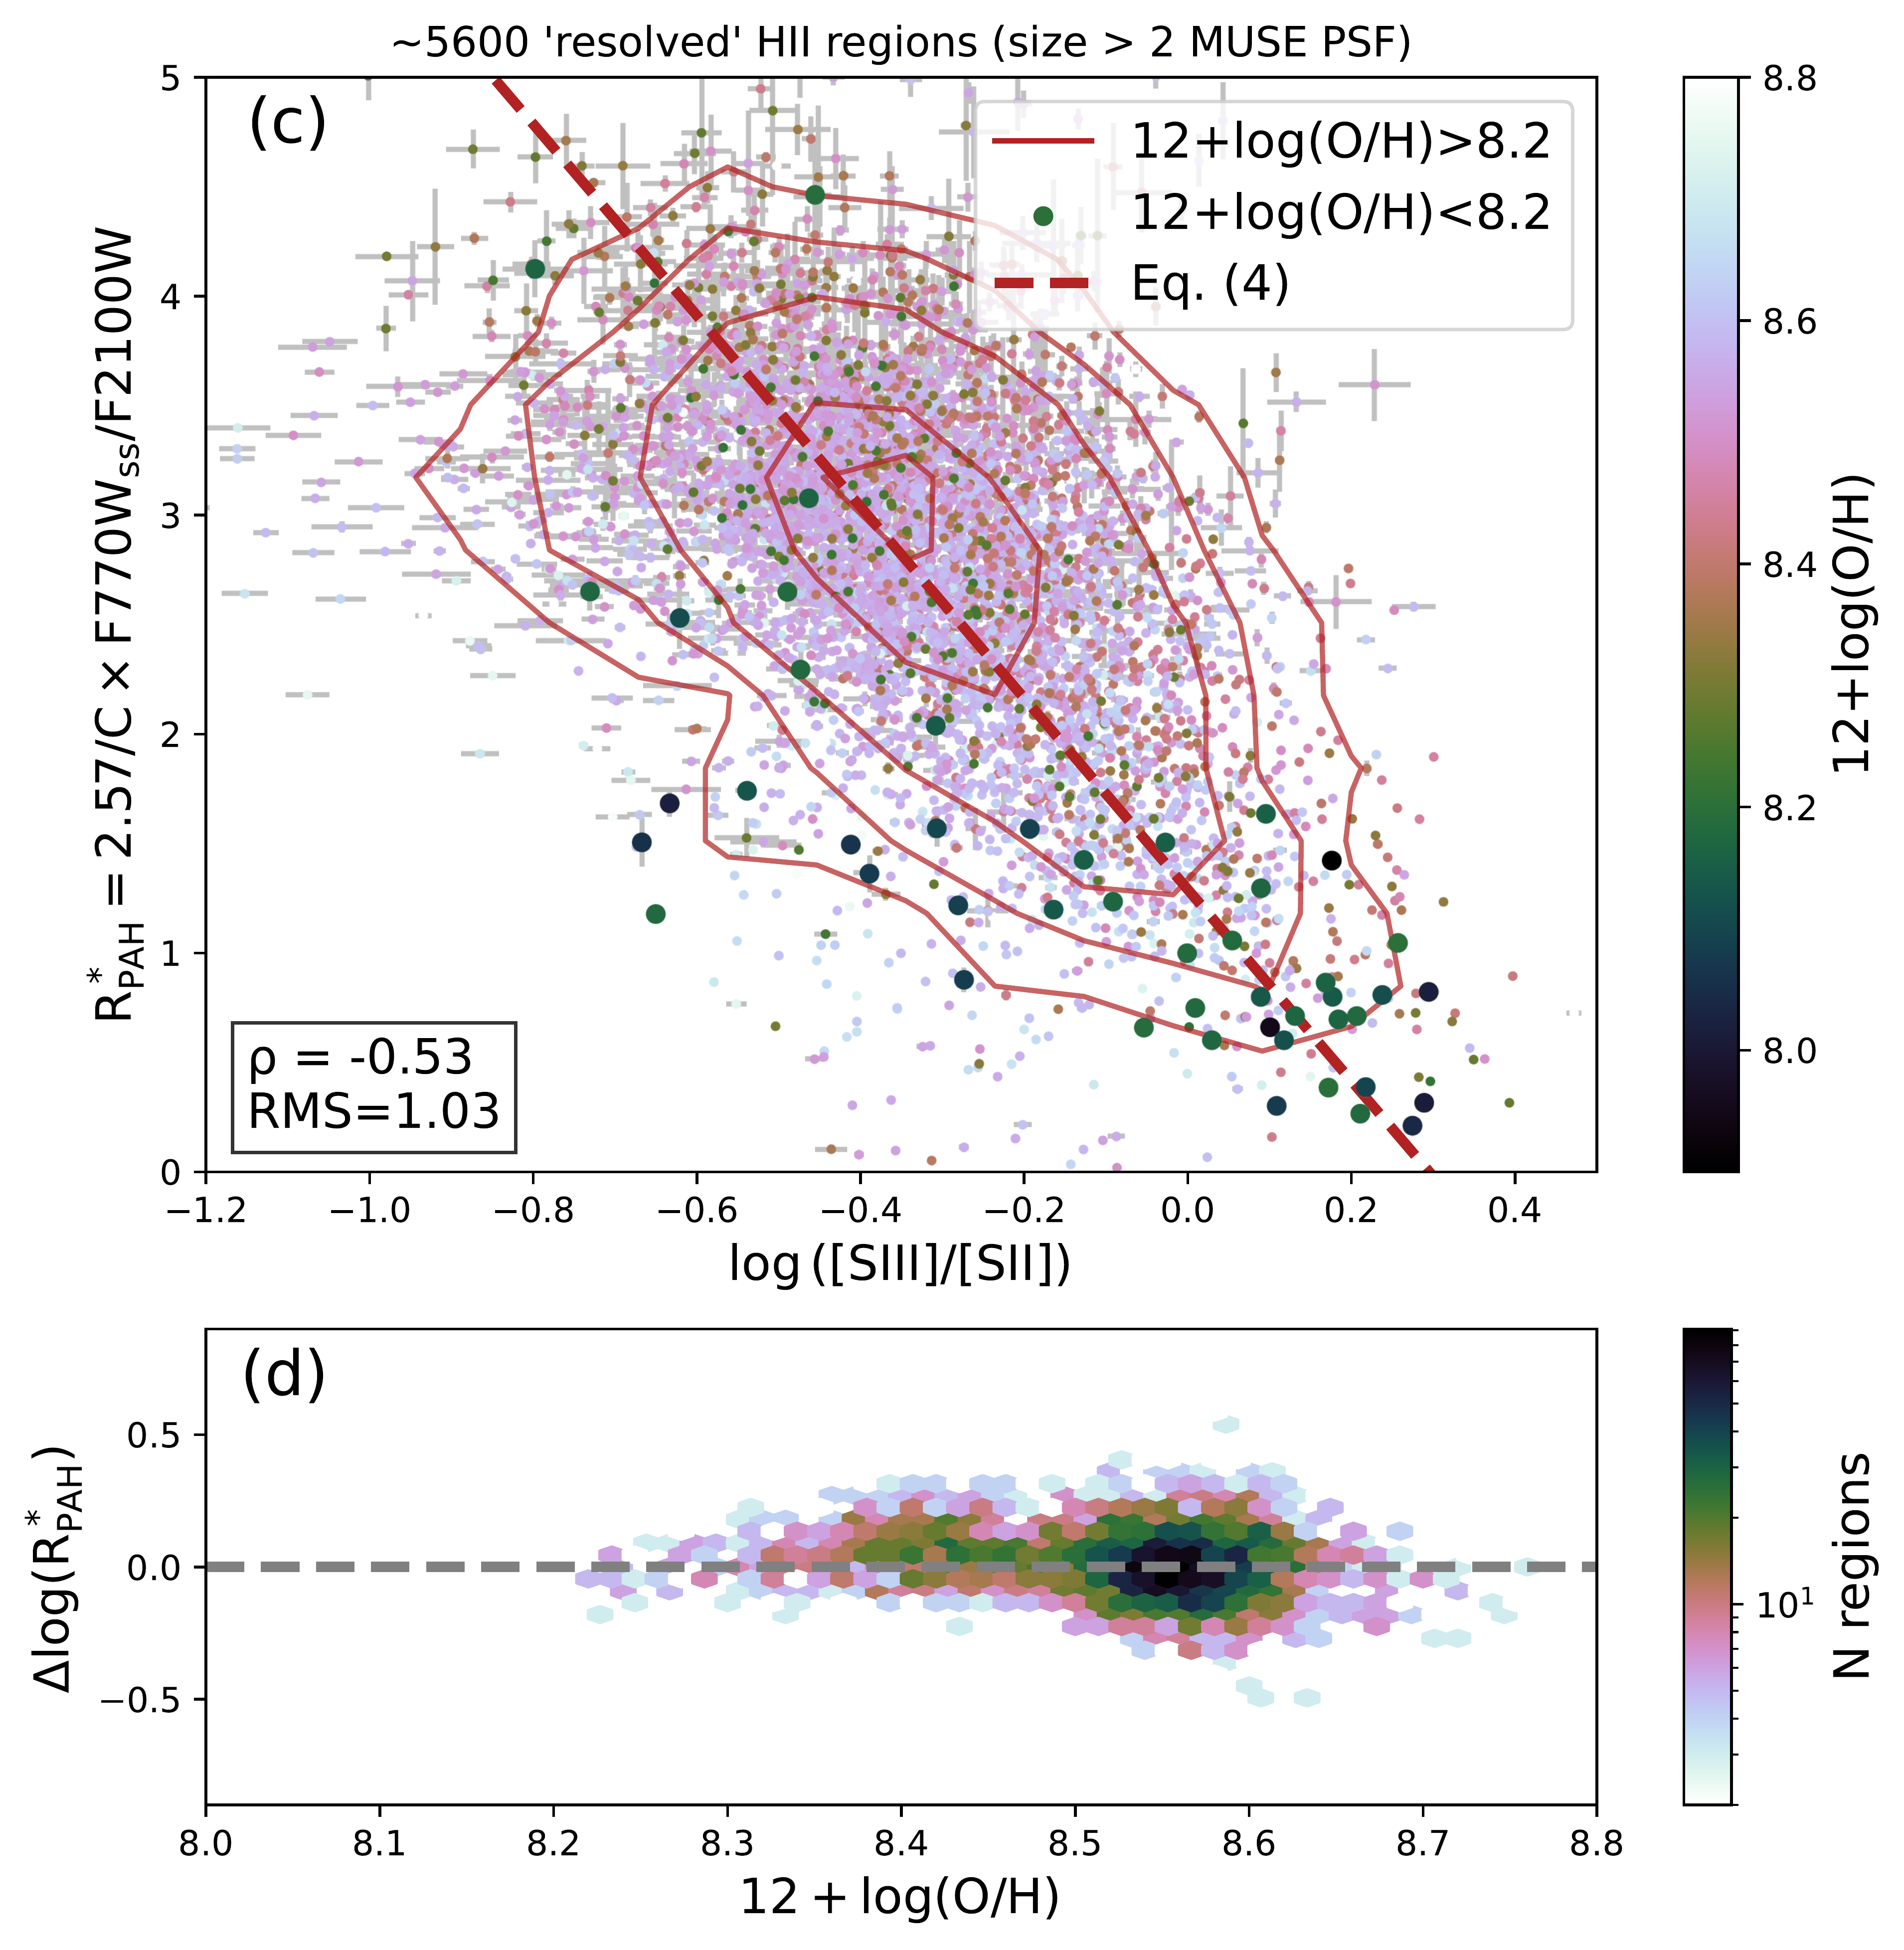 ~5600 'resolved' HII regions (size > 2 MUSE PSF)
(c)
12+log(O/H)>8.2
12+log(O/H)<8.2
Eq. (4)
ρ = -0.53
RMS=1.03
R*PAH = 2.57/C × F770Wss/F2100W
5
4
3
2
1
0
−1.2 −1.0 −0.8 −0.6 −0.4 −0.2 0.0 0.2 0.4
log ([SIII]/[SII])
8.8
8.6
8.4
8.2
8.0
12+log(O/H)
(d)
Δlog(R*PAH)
0.5
0.0
−0.5
8.0 8.1 8.2 8.3 8.4 8.5 8.6 8.7 8.8
12 + log(O/H)
10¹
N regions